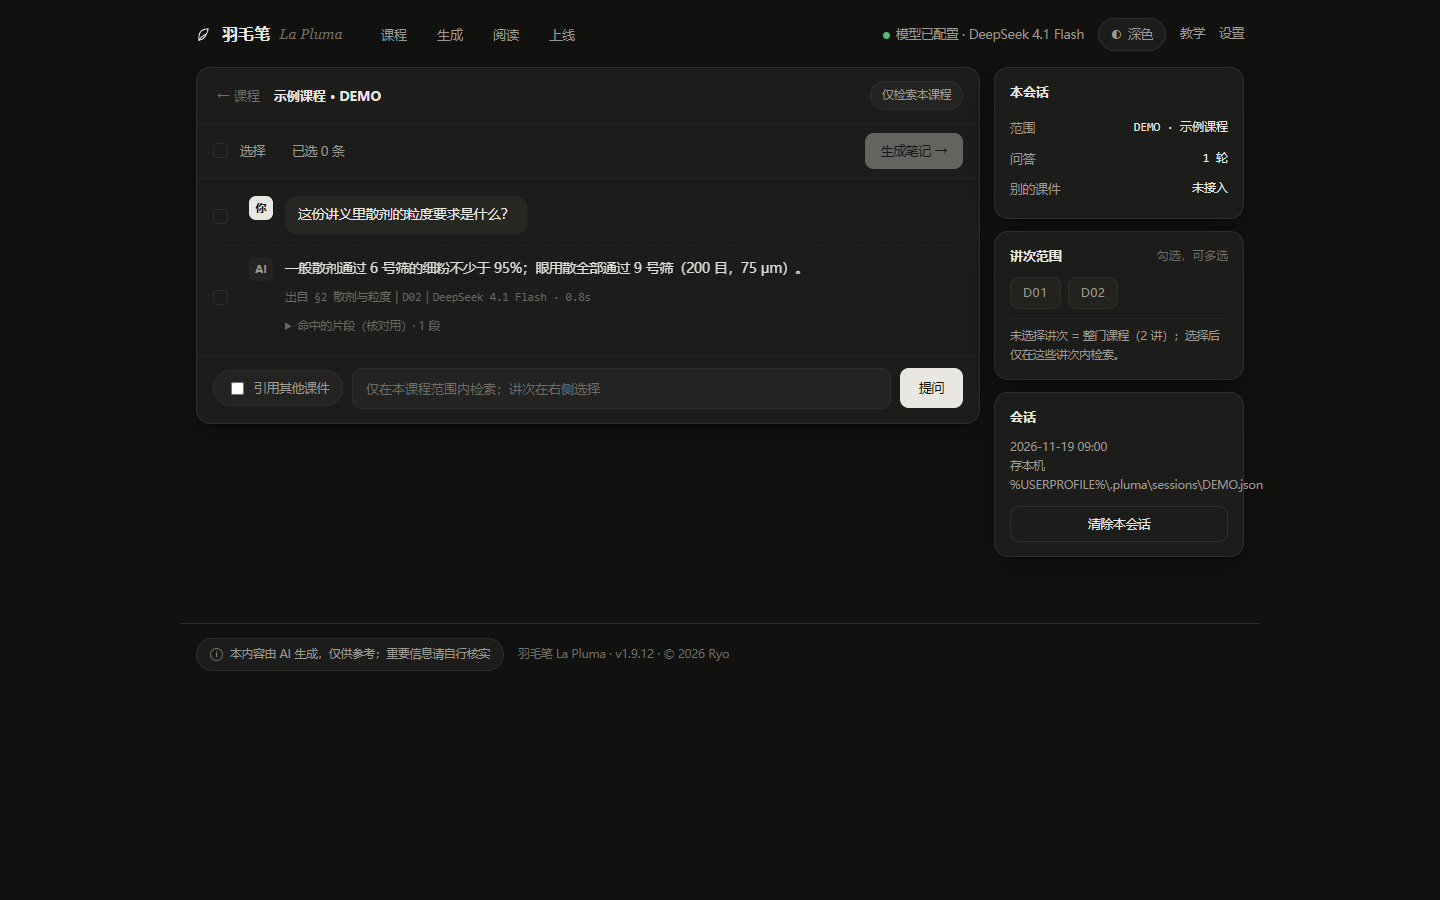 羽毛笔 La Pluma 课程 生成 阅读 上线 模型已配置 · DeepSeek 4.1 Flash 深色 教学 设置
← 课程 示例课程 • DEMO 仅检索本课程
选择 · 已选 0 条 生成笔记 →
你 这份讲义里散剂的粒度要求是什么？
AI 一般散剂通过 6 号筛的细粉不少于 95%；眼用散全部通过 9 号筛（200 目，75 μm）。
出自 §2 散剂与粒度 | D02 | DeepSeek 4.1 Flash · 0.8s
▶ 命中的片段（核对用）· 1 段
引用其他课件 仅在本课程范围内检索；讲次在右侧选择 提问
本会话
范围 DEMO · 示例课程
问答 1 轮
别的课件 未接入
讲次范围 勾选，可多选
D01 D02
未选择讲次 = 整门课程（2 讲）；选择后
仅在这些讲次内检索。
会话
2026-11-19 09:00
存本机
%USERPROFILE%\.pluma\sessions\DEMO.json
清除本会话
本内容由 AI 生成，仅供参考；重要信息请自行核实 羽毛笔 La Pluma · v1.9.12 · © 2026 Ryo